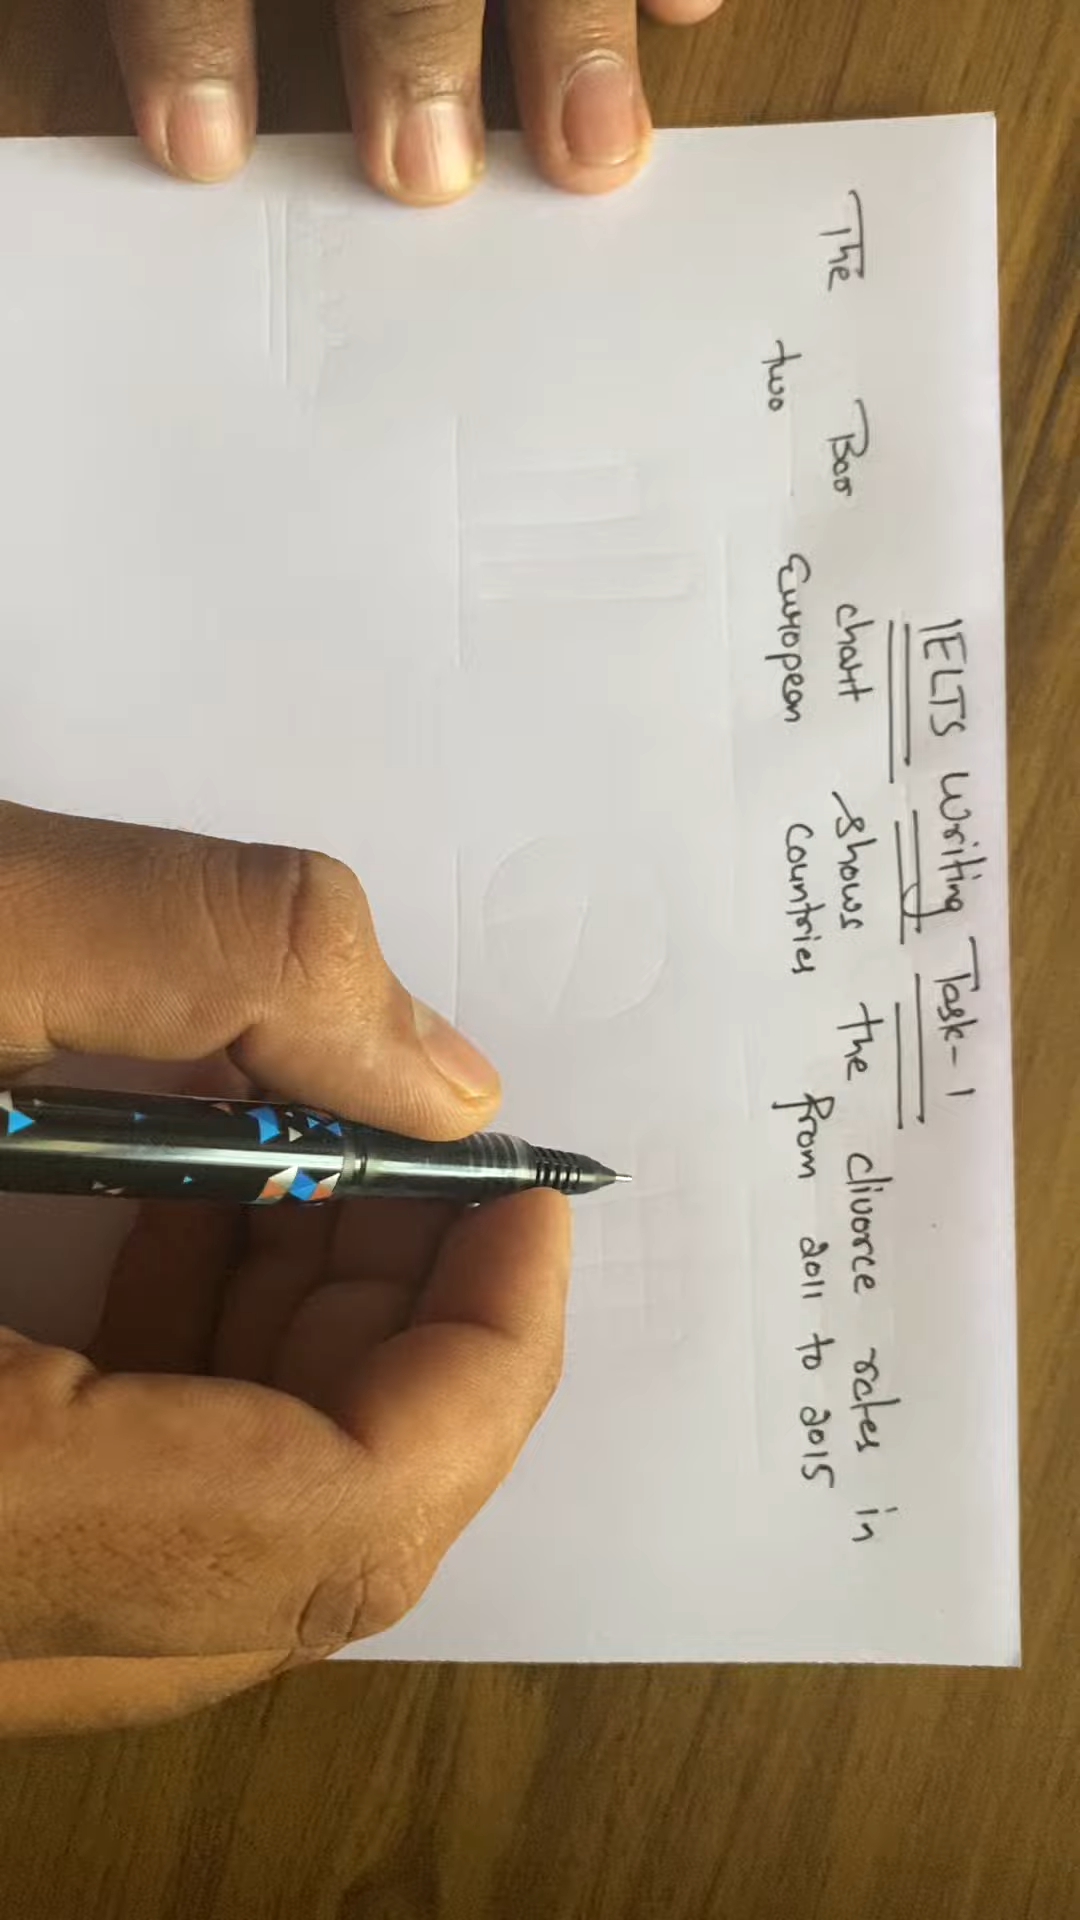 IELTS Writing Task-1
The Bar chart shows the divorce rates in
two European countries from 2011 to 2015